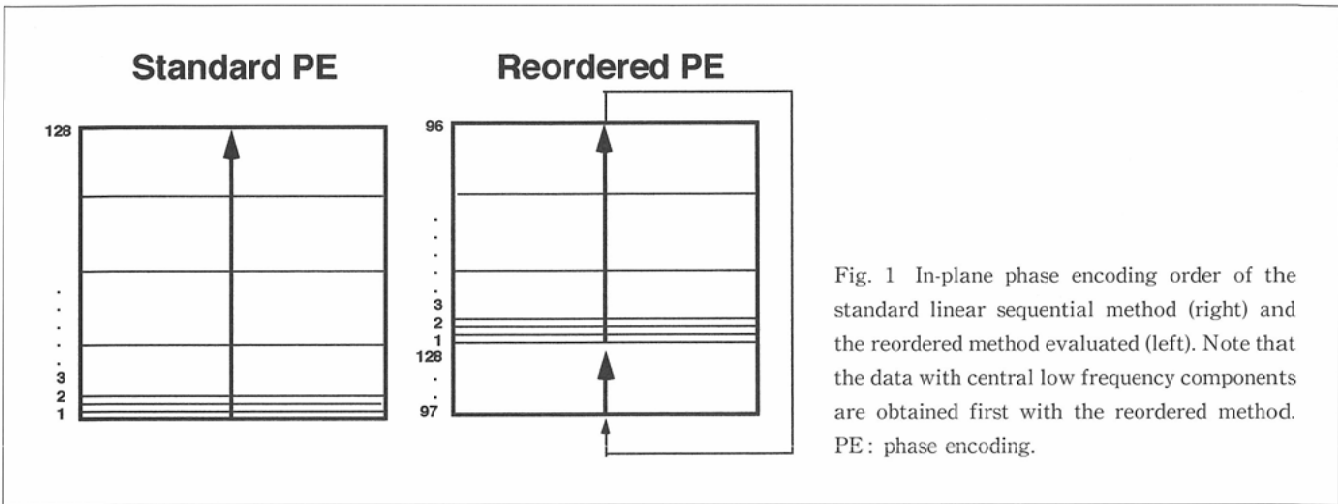 Standard PE
128
.
.
.
.
.
3
2
1
Reordered PE
96
.
.
.
.
.
3
2
1
128
.
.
97
Fig. 1 In-plane phase encoding order of the
standard linear sequential method (right) and
the reordered method evaluated (left). Note that
the data with central low frequency components
are obtained first with the reordered method.
PE: phase encoding.